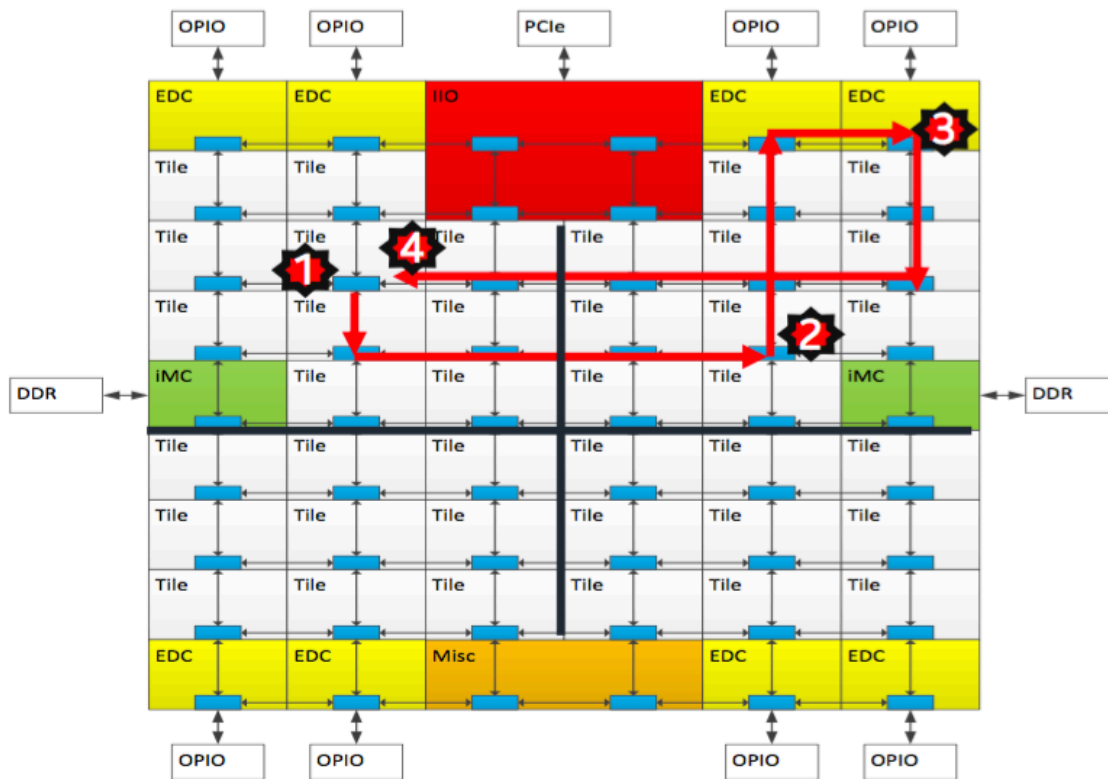 OPIO OPIO PCIe OPIO OPIO
EDC EDC IIO EDC EDC
3
Tile Tile Tile Tile
Tile Tile Tile Tile Tile Tile
4
1
Tile Tile Tile Tile Tile Tile
2
iMC Tile Tile Tile Tile iMC
DDR DDR
Tile Tile Tile Tile Tile Tile
Tile Tile Tile Tile Tile Tile
Tile Tile Tile Tile Tile Tile
EDC EDC Misc EDC EDC
OPIO OPIO OPIO OPIO